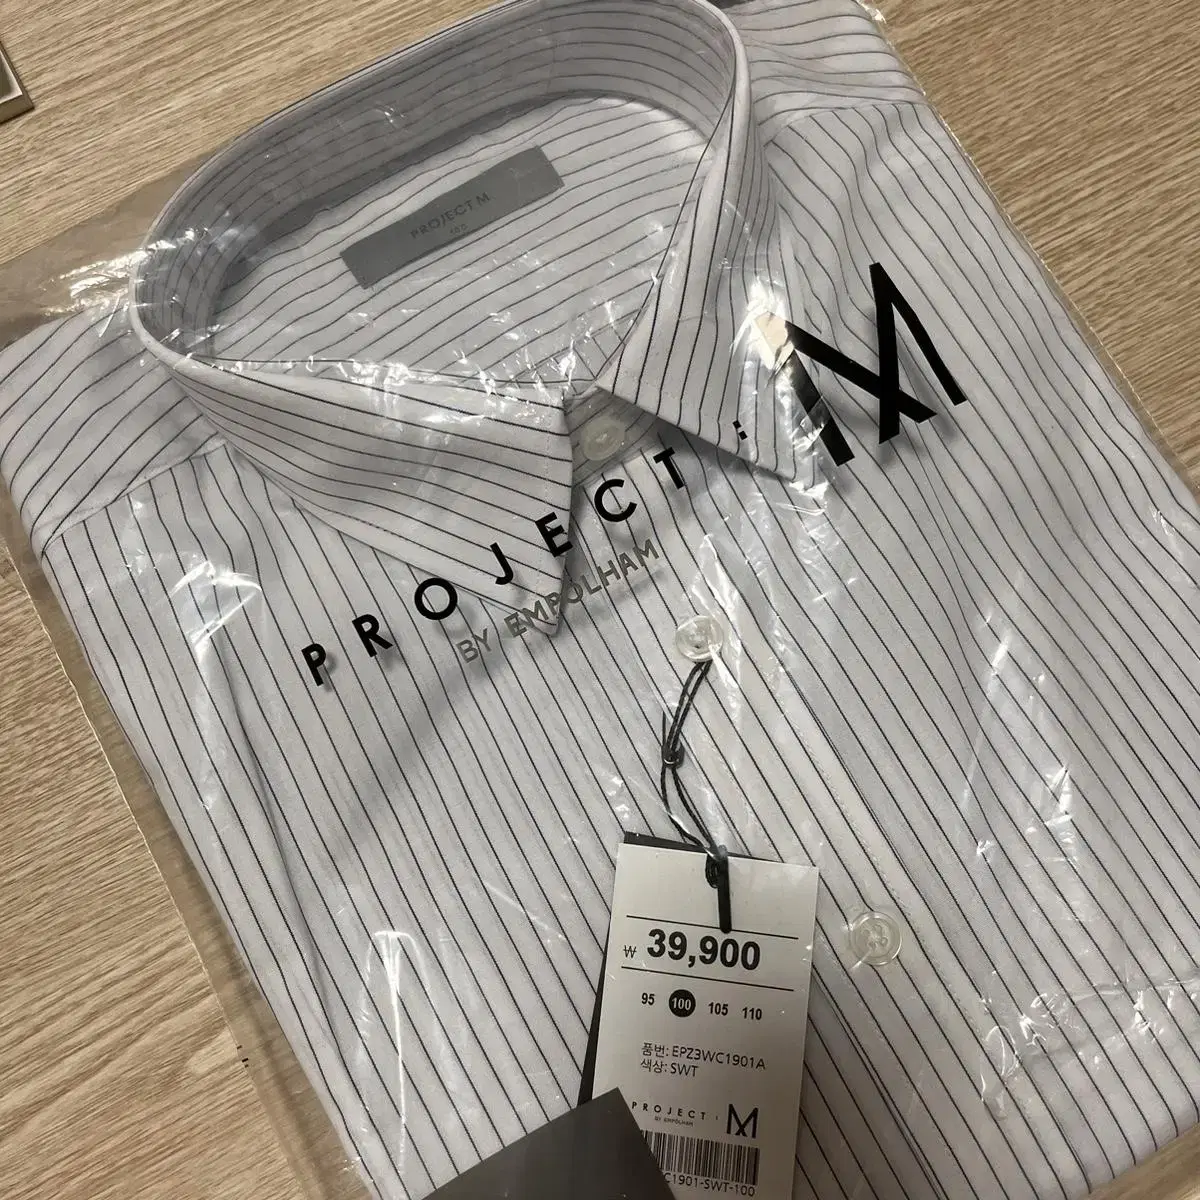 PROJECT M
100
PROJECT : M
BY EMPOLHAM
₩ 39,900
95 100 105 110
품번: EPZ3WC1901A
색상: SWT
PROJECT : M
BY EMPOLHAM
C1901-SWT-100